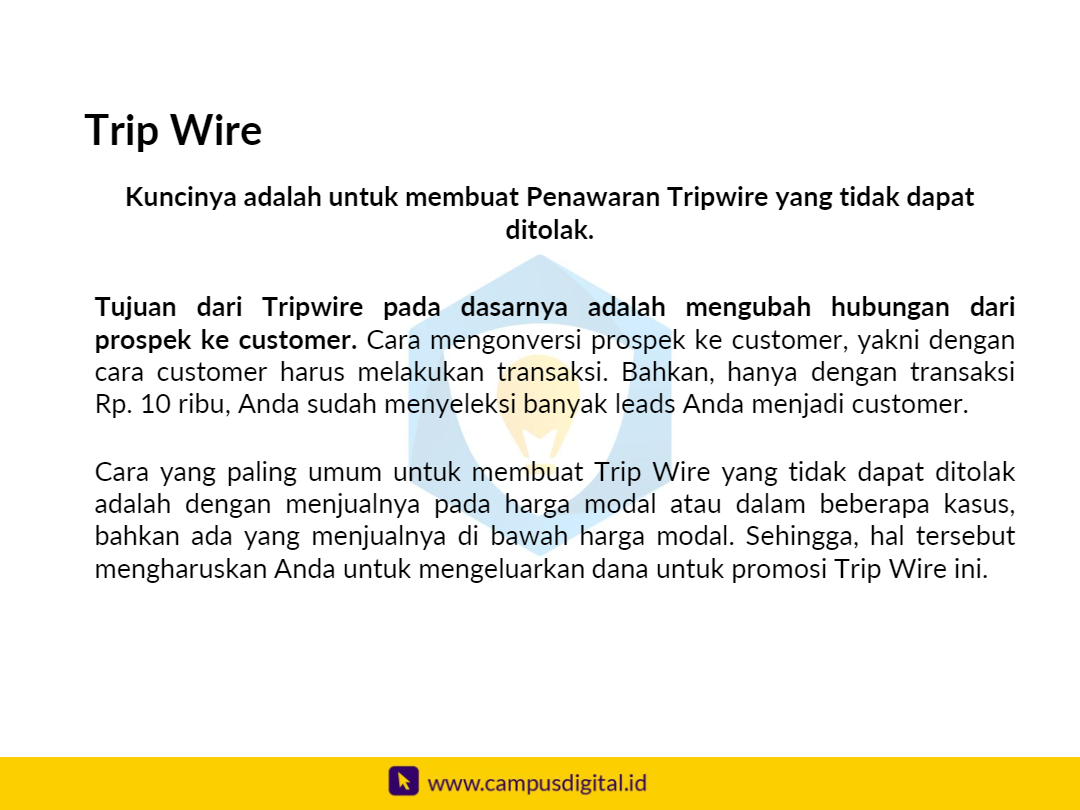 Trip Wire
Kuncinya adalah untuk membuat Penawaran Tripwire yang tidak dapat
ditolak.
Tujuan dari Tripwire pada dasarnya adalah mengubah hubungan dari
prospek ke customer. Cara mengonversi prospek ke customer, yakni dengan
cara customer harus melakukan transaksi. Bahkan, hanya dengan transaksi
Rp. 10 ribu, Anda sudah menyeleksi banyak leads Anda menjadi customer.
Cara yang paling umum untuk membuat Trip Wire yang tidak dapat ditolak
adalah dengan menjualnya pada harga modal atau dalam beberapa kasus,
bahkan ada yang menjualnya di bawah harga modal. Sehingga, hal tersebut
mengharuskan Anda untuk mengeluarkan dana untuk promosi Trip Wire ini.
www.campusdigital.id